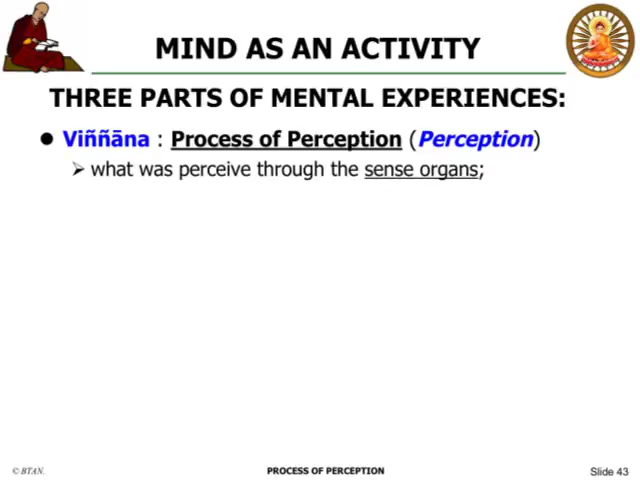 MIND AS AN ACTIVITY
THREE PARTS OF MENTAL EXPERIENCES:
● Viññāna : Process of Perception (Perception)
➢ what was perceive through the sense organs;
© BTAN.
PROCESS OF PERCEPTION
Slide 43